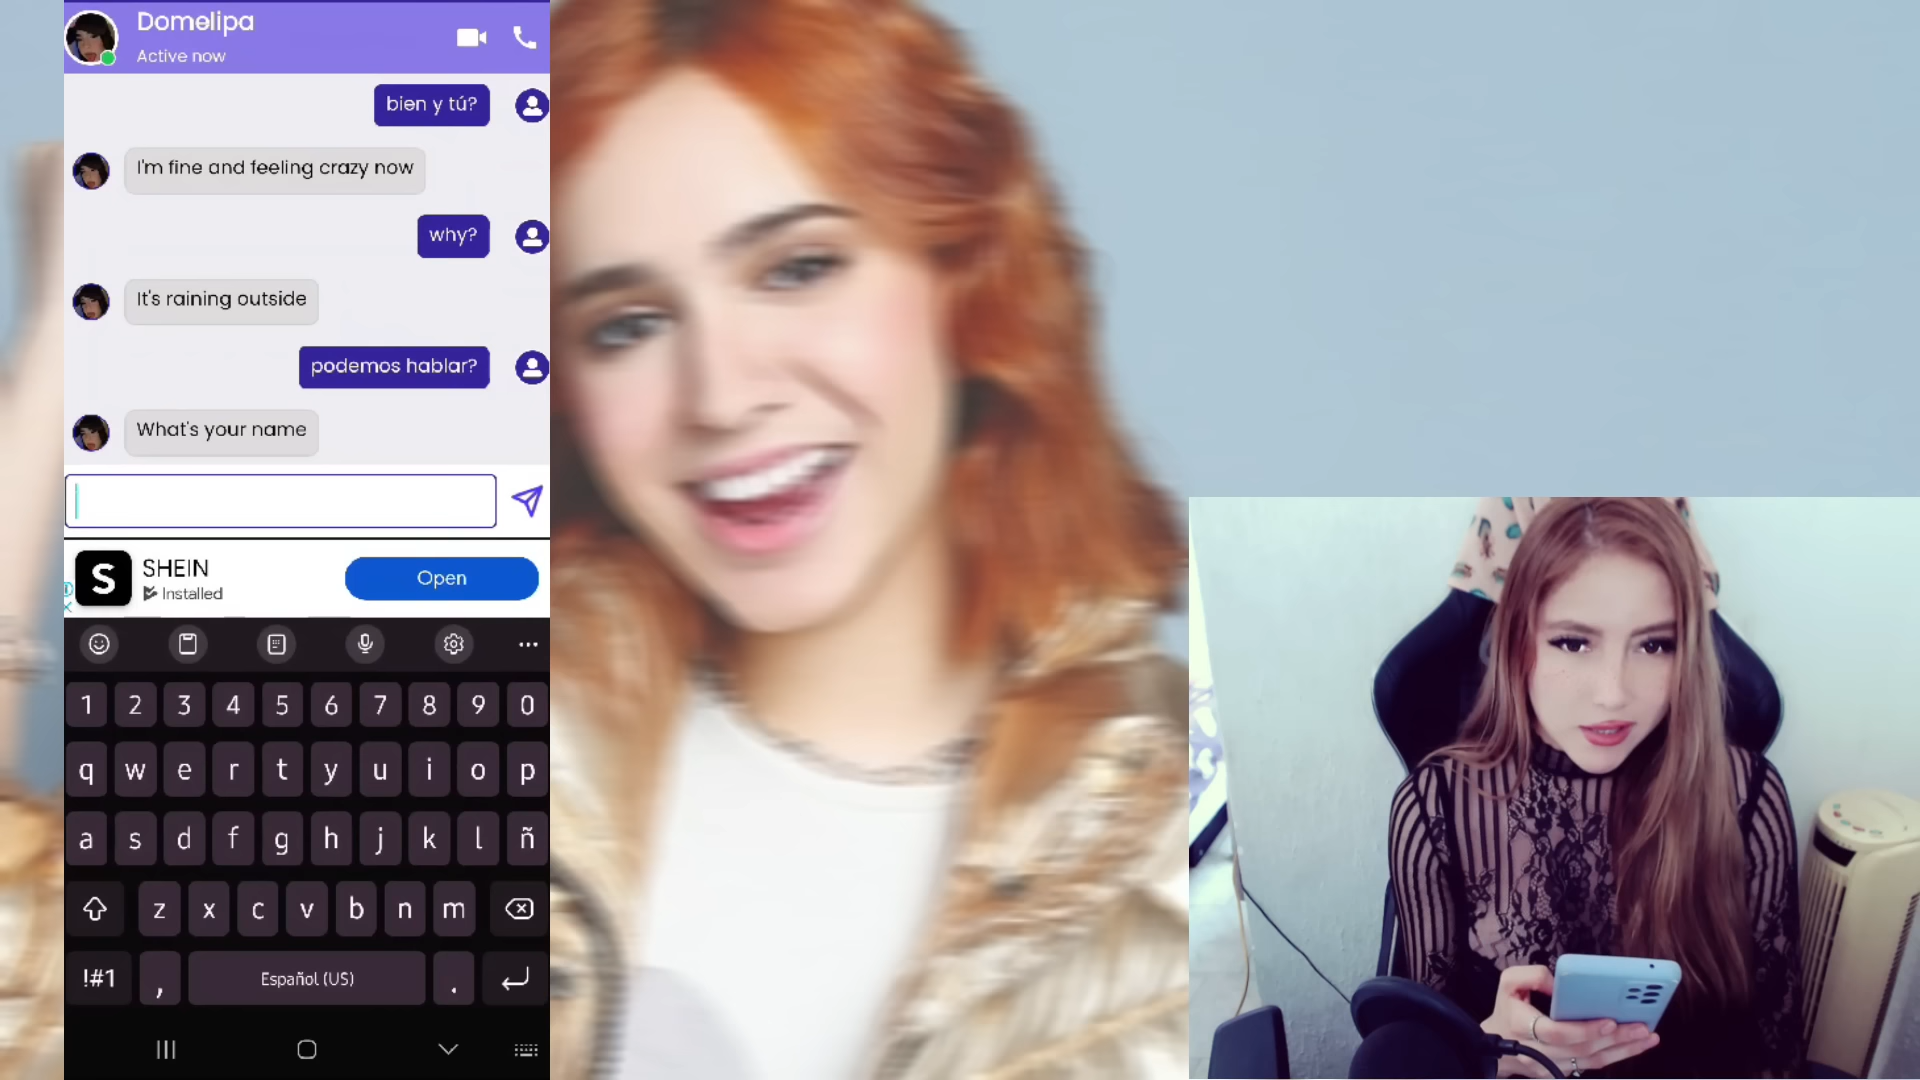 Domelipa
Active now
bien y tú?
I'm fine and feeling crazy now
why?
It's raining outside
podemos hablar?
What's your name
S
SHEIN
Installed
Open
1 2 3 4 5 6 7 8 9 0
q w e r t y u i o p
a s d f g h j k l ñ
z x c v b n m
!#1 , Español (US) .